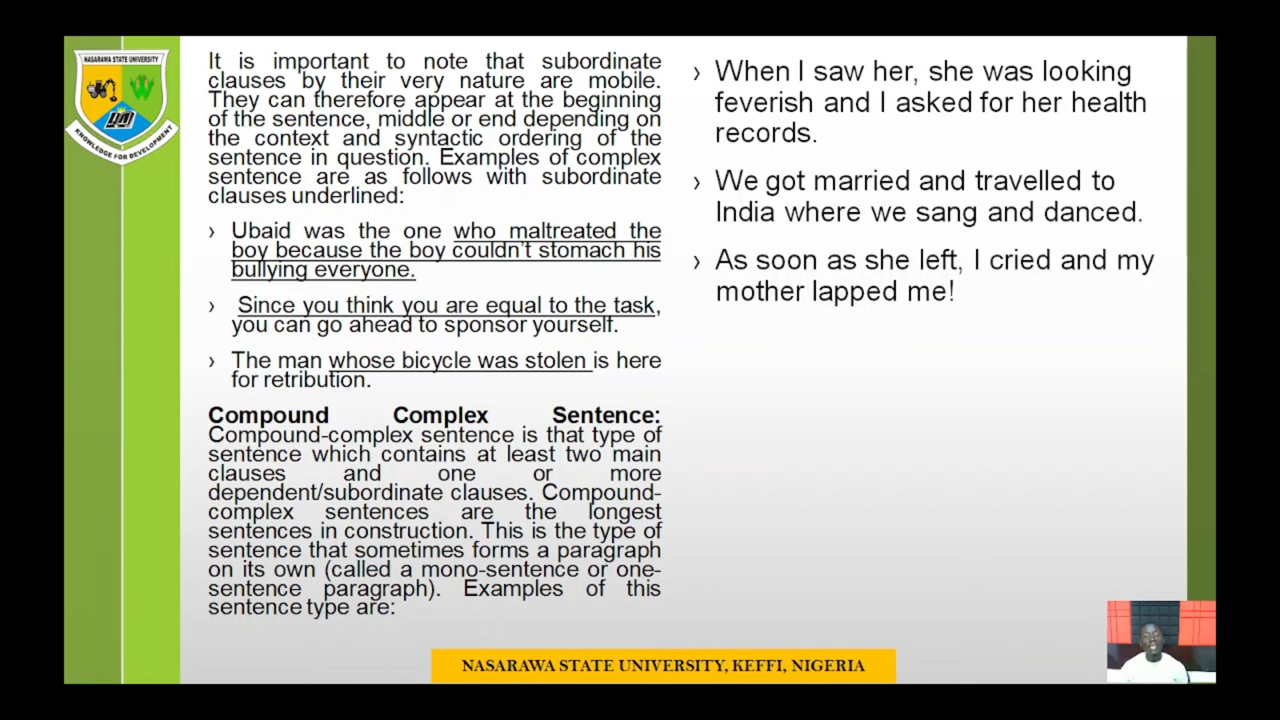 NASARAWA STATE UNIVERSITY
KNOWLEDGE FOR DEVELOPMENT
It is important to note that subordinate
clauses by their very nature are mobile.
They can therefore appear at the beginning
of the sentence, middle or end depending on
the context and syntactic ordering of the
sentence in question. Examples of complex
sentence are as follows with subordinate
clauses underlined:
› Ubaid was the one who maltreated the
boy because the boy couldn’t stomach his
bullying everyone.
› Since you think you are equal to the task,
you can go ahead to sponsor yourself.
› The man whose bicycle was stolen is here
for retribution.
Compound Complex Sentence:
Compound-complex sentence is that type of
sentence which contains at least two main
clauses and one or more
dependent/subordinate clauses. Compound-
complex sentences are the longest
sentences in construction. This is the type of
sentence that sometimes forms a paragraph
on its own (called a mono-sentence or one-
sentence paragraph). Examples of this
sentence type are:
› When I saw her, she was looking
feverish and I asked for her health
records.
› We got married and travelled to
India where we sang and danced.
› As soon as she left, I cried and my
mother lapped me!
NASARAWA STATE UNIVERSITY, KEFFI, NIGERIA